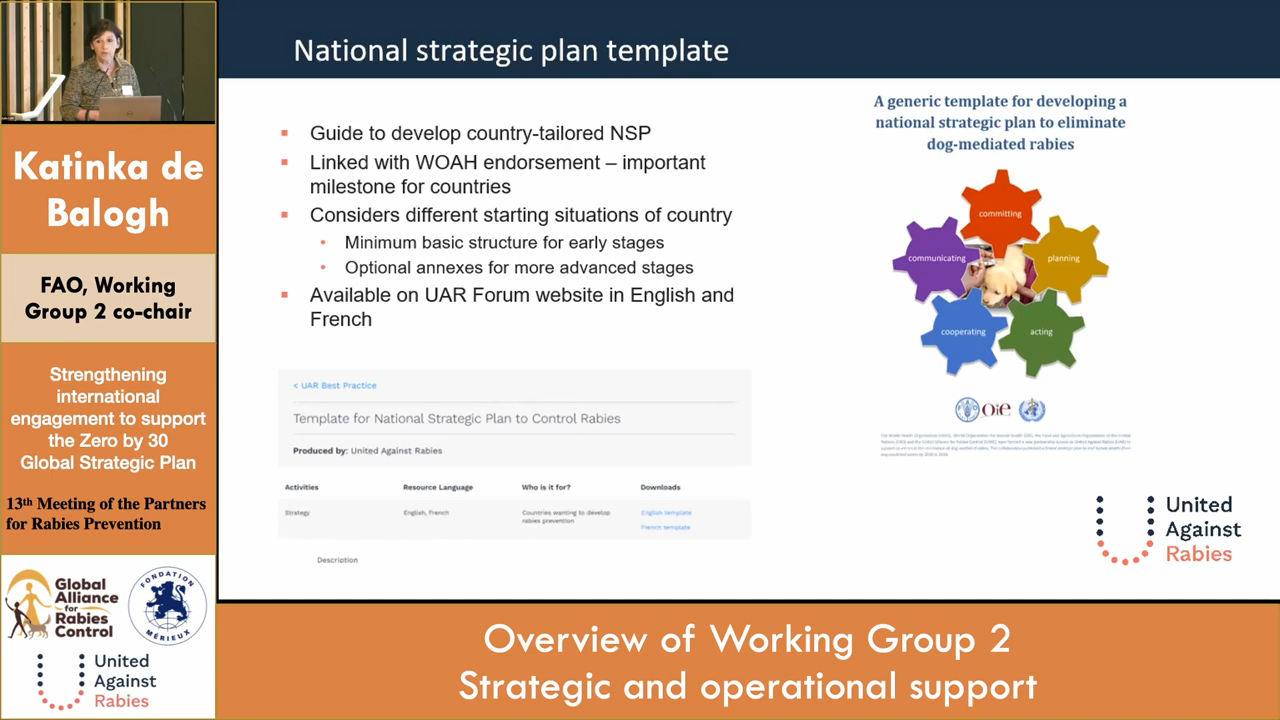 National strategic plan template
Katinka de
Balogh
FAO, Working
Group 2 co-chair
Strengthening
international
engagement to support
the Zero by 30
Global Strategic Plan
13th Meeting of the Partners
for Rabies Prevention
Global
Alliance
for
Rabies
Control
FONDATION
MÉRIEUX
United
Against
Rabies
▪ Guide to develop country-tailored NSP
▪ Linked with WOAH endorsement – important
milestone for countries
▪ Considers different starting situations of country
• Minimum basic structure for early stages
• Optional annexes for more advanced stages
▪ Available on UAR Forum website in English and
French
< UAR Best Practice
Template for National Strategic Plan to Control Rabies
Produced by: United Against Rabies
Activities Resource Language Who is it for? Downloads
Strategy English, French Countries wanting to develop English template
rabies prevention French template
Description
A generic template for developing a
national strategic plan to eliminate
dog-mediated rabies
committing
communicating
planning
cooperating
acting
oie
United
Against
Rabies
Overview of Working Group 2
Strategic and operational support